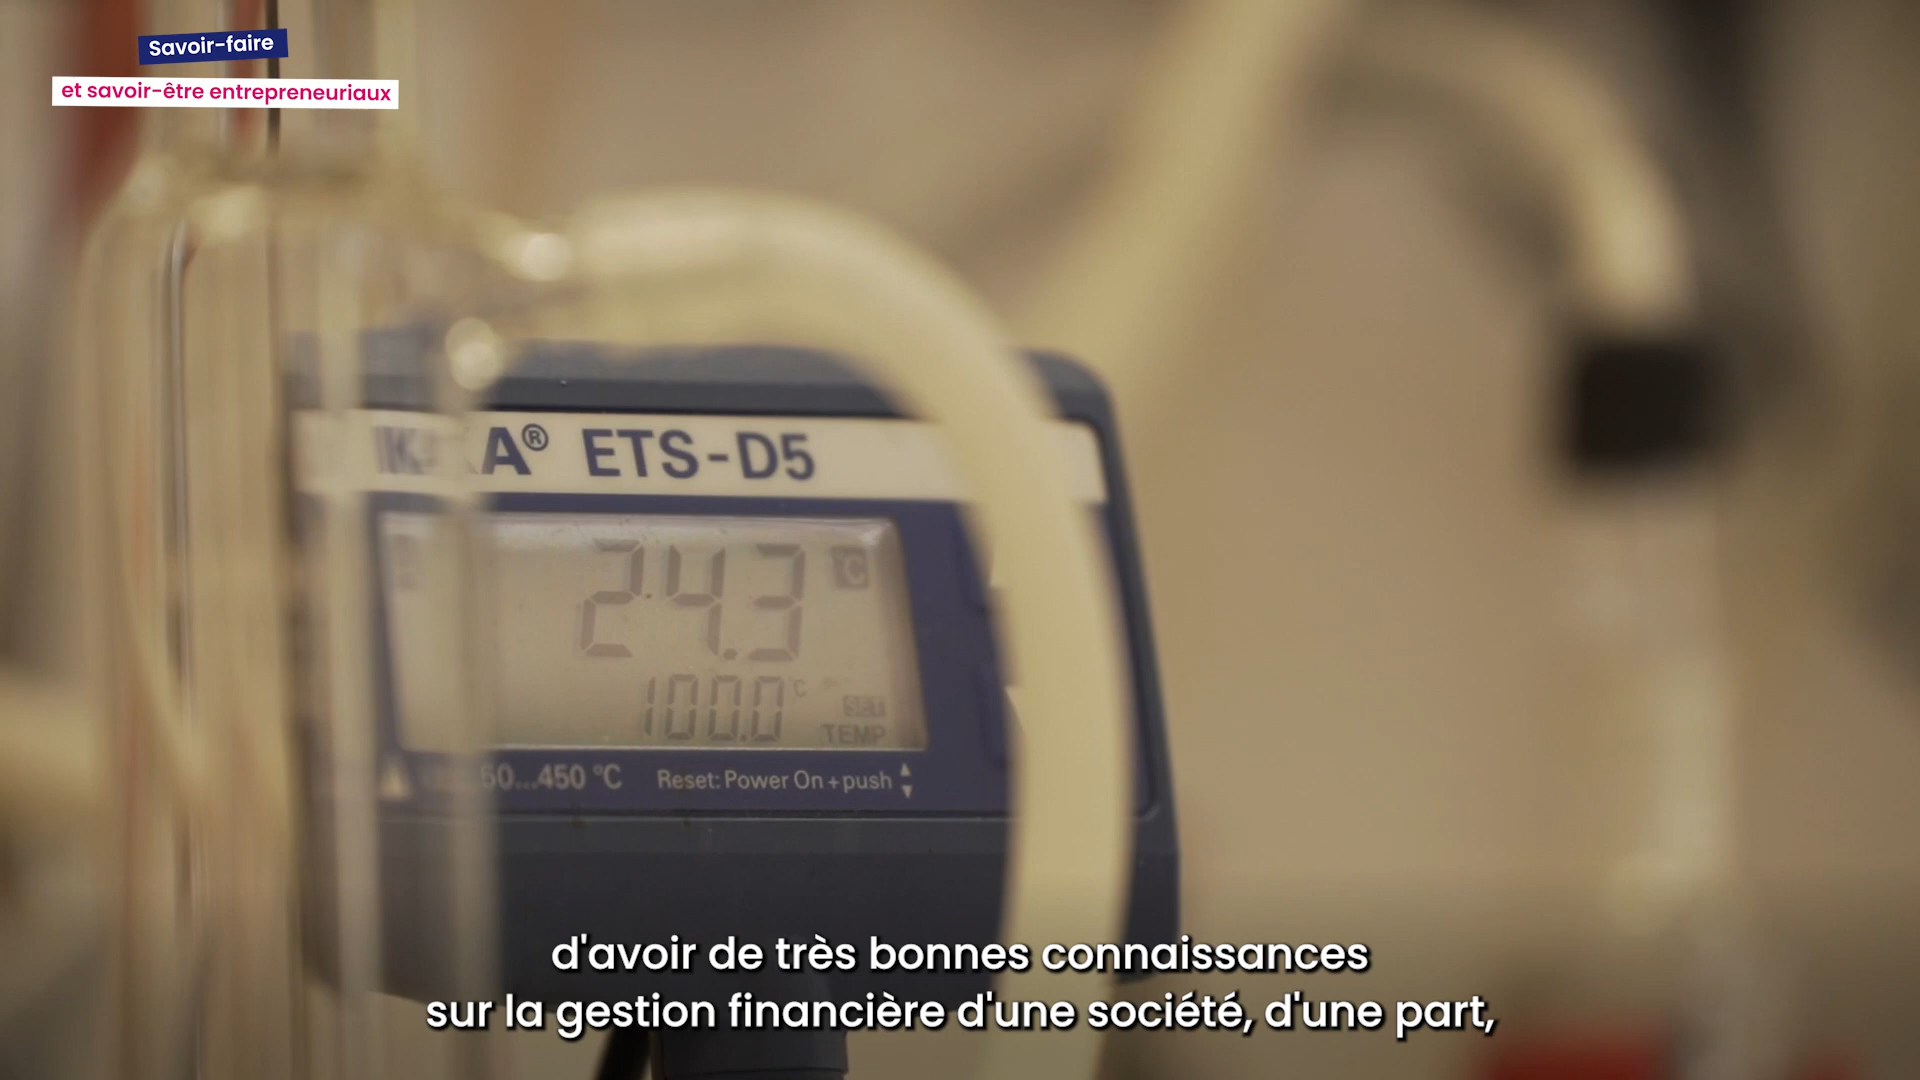 Savoir-faire
et savoir-être entrepreneuriaux
IKA® ETS-D5
24.3 °C
100.0 °C
TEMP
50...450 °C Reset: Power On + push
d'avoir de très bonnes connaissances
sur la gestion financière d'une société, d'une part,